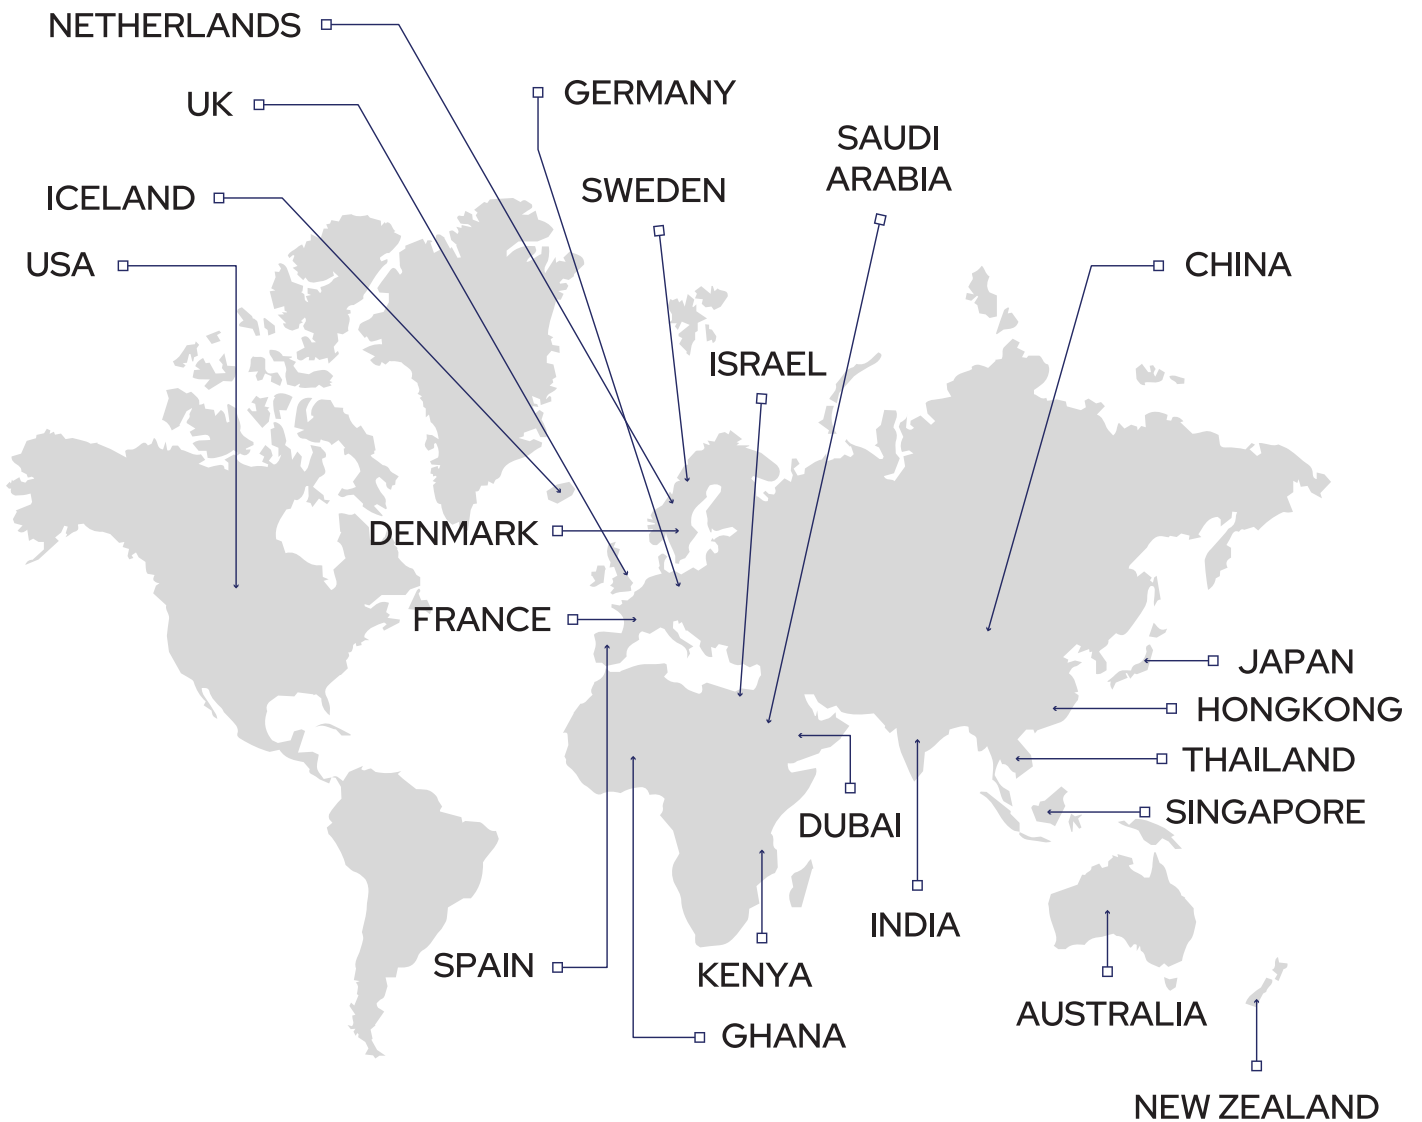 NETHERLANDS
GERMANY
UK
SAUDI
ARABIA
SWEDEN
ICELAND
USA
CHINA
ISRAEL
DENMARK
FRANCE
JAPAN
HONGKONG
THAILAND
SINGAPORE
DUBAI
INDIA
SPAIN
KENYA
AUSTRALIA
GHANA
NEW ZEALAND